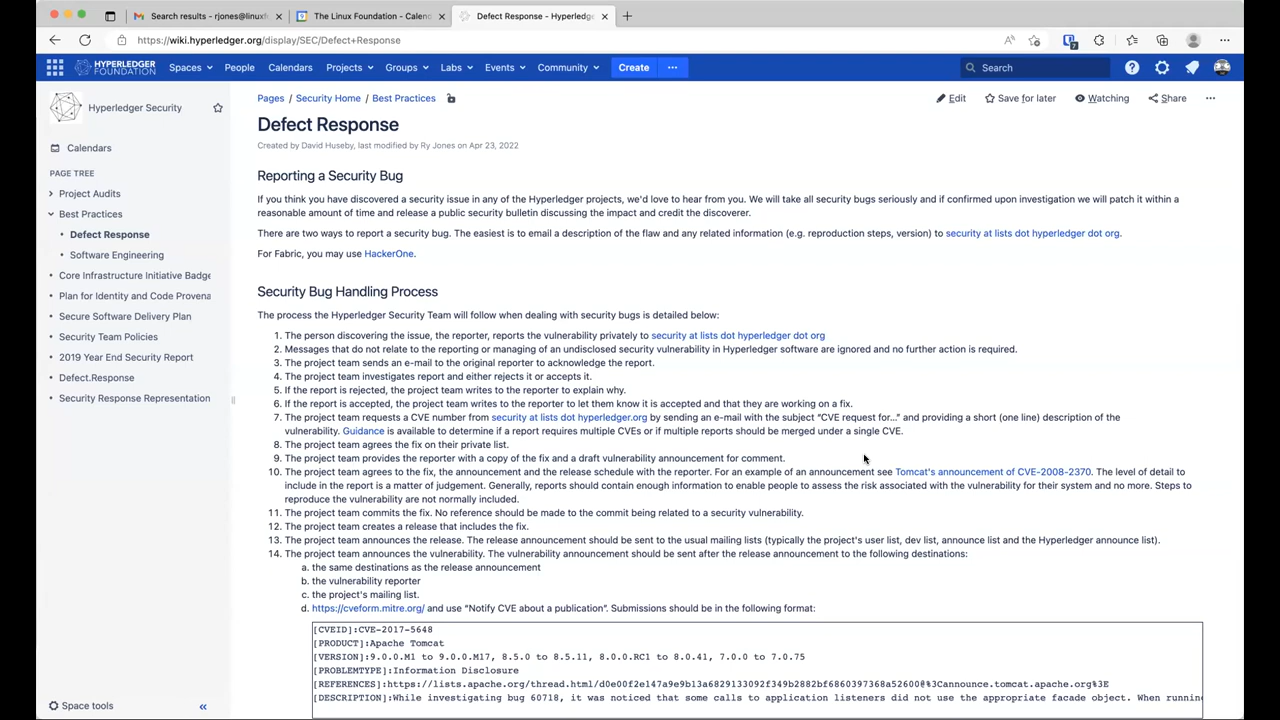 Search results - rjones@linuxf
The Linux Foundation - Calend
Defect Response - Hyperledger
https://wiki.hyperledger.org/display/SEC/Defect+Response
HYPERLEDGER FOUNDATION
Spaces People Calendars Projects Groups Labs Events Community Create Search
Hyperledger Security
Calendars
PAGE TREE
Project Audits
Best Practices
Defect Response
Software Engineering
Core Infrastructure Initiative Badge
Plan for Identity and Code Provena
Secure Software Delivery Plan
Security Team Policies
2019 Year End Security Report
Defect.Response
Security Response Representation
Space tools
Pages / Security Home / Best Practices
Edit Save for later Watching Share
Defect Response
Created by David Huseby, last modified by Ry Jones on Apr 23, 2022
Reporting a Security Bug
If you think you have discovered a security issue in any of the Hyperledger projects, we'd love to hear from you. We will take all security bugs seriously and if confirmed upon investigation we will patch it within a
reasonable amount of time and release a public security bulletin discussing the impact and credit the discoverer.
There are two ways to report a security bug. The easiest is to email a description of the flaw and any related information (e.g. reproduction steps, version) to security at lists dot hyperledger dot org.
For Fabric, you may use HackerOne.
Security Bug Handling Process
The process the Hyperledger Security Team will follow when dealing with security bugs is detailed below:
1. The person discovering the issue, the reporter, reports the vulnerability privately to security at lists dot hyperledger dot org
2. Messages that do not relate to the reporting or managing of an undisclosed security vulnerability in Hyperledger software are ignored and no further action is required.
3. The project team sends an e-mail to the original reporter to acknowledge the report.
4. The project team investigates report and either rejects it or accepts it.
5. If the report is rejected, the project team writes to the reporter to explain why.
6. If the report is accepted, the project team writes to the reporter to let them know it is accepted and that they are working on a fix.
7. The project team requests a CVE number from security at lists dot hyperledger.org by sending an e-mail with the subject “CVE request for...” and providing a short (one line) description of the
vulnerability. Guidance is available to determine if a report requires multiple CVEs or if multiple reports should be merged under a single CVE.
8. The project team agrees the fix on their private list.
9. The project team provides the reporter with a copy of the fix and a draft vulnerability announcement for comment.
10. The project team agrees to the fix, the announcement and the release schedule with the reporter. For an example of an announcement see Tomcat's announcement of CVE-2008-2370. The level of detail to
include in the report is a matter of judgement. Generally, reports should contain enough information to enable people to assess the risk associated with the vulnerability for their system and no more. Steps to
reproduce the vulnerability are not normally included.
11. The project team commits the fix. No reference should be made to the commit being related to a security vulnerability.
12. The project team creates a release that includes the fix.
13. The project team announces the release. The release announcement should be sent to the usual mailing lists (typically the project's user list, dev list, announce list and the Hyperledger announce list).
14. The project team announces the vulnerability. The vulnerability announcement should be sent after the release announcement to the following destinations:
a. the same destinations as the release announcement
b. the vulnerability reporter
c. the project's mailing list.
d. https://cveform.mitre.org/ and use “Notify CVE about a publication”. Submissions should be in the following format:
[CVEID]:CVE-2017-5648
[PRODUCT]:Apache Tomcat
[VERSION]:9.0.0.M1 to 9.0.0.M17, 8.5.0 to 8.5.11, 8.0.0.RC1 to 8.0.41, 7.0.0 to 7.0.75
[PROBLEMTYPE]:Information Disclosure
[REFERENCES]:https://lists.apache.org/thread.html/d0e00f2e147a9e9b13a6829133092f349b2882bf6860397368a52600@%3Cannounce.tomcat.apache.org%3E
[DESCRIPTION]:While investigating bug 60718, it was noticed that some calls to application listeners did not use the appropriate facade object. When runnin